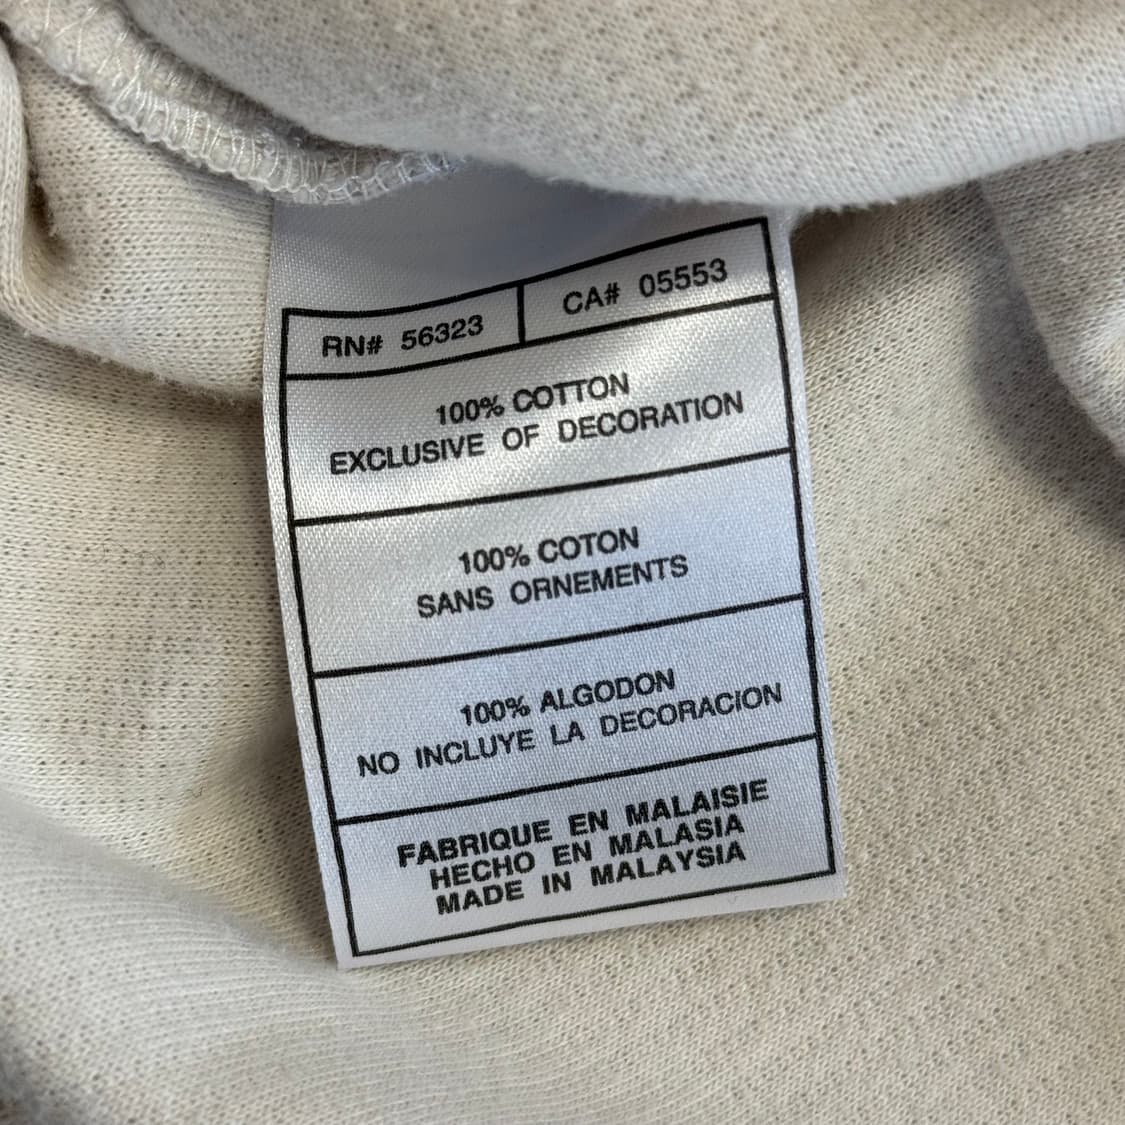 RN# 56323 CA# 05553
100% COTTON
EXCLUSIVE OF DECORATION
100% COTON
SANS ORNEMENTS
100% ALGODON
NO INCLUYE LA DECORACION
FABRIQUE EN MALAISIE
HECHO EN MALASIA
MADE IN MALAYSIA